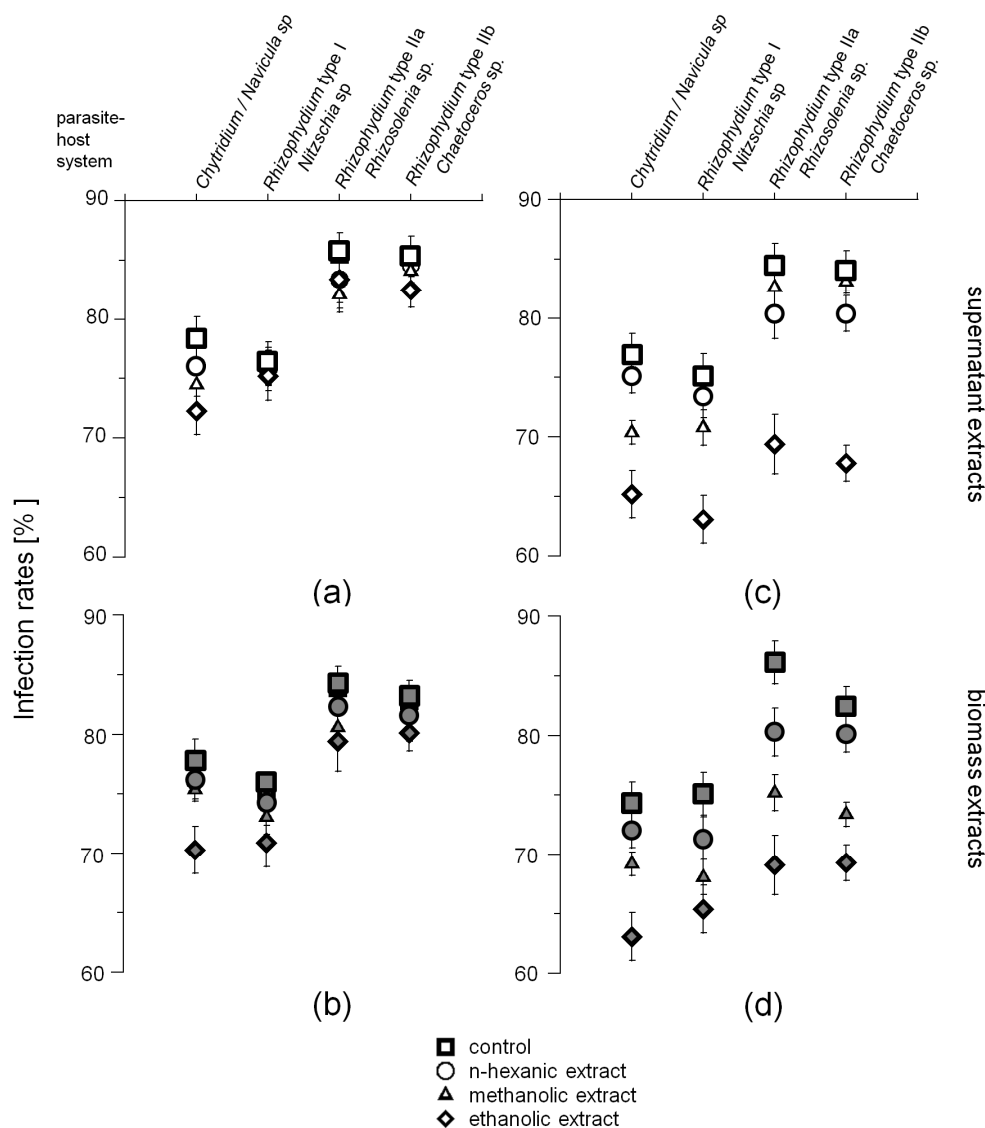 parasite-
host
system
Chytridium / Navicula sp
Rhizophydium type I
Nitzschia sp
Rhizophydium type IIa
Rhizosolenia sp.
Rhizophydium type IIb
Chaetoceros sp.
Chytridium / Navicula sp
Rhizophydium type I
Nitzschia sp
Rhizophydium type IIa
Rhizosolenia sp.
Rhizophydium type IIb
Chaetoceros sp.
90
80
70
60
(a)
90
80
70
60
(c)
supernatant extracts
Infection rates [%]
90
80
70
60
(b)
90
80
70
60
(d)
biomass extracts
control
n-hexanic extract
methanolic extract
ethanolic extract